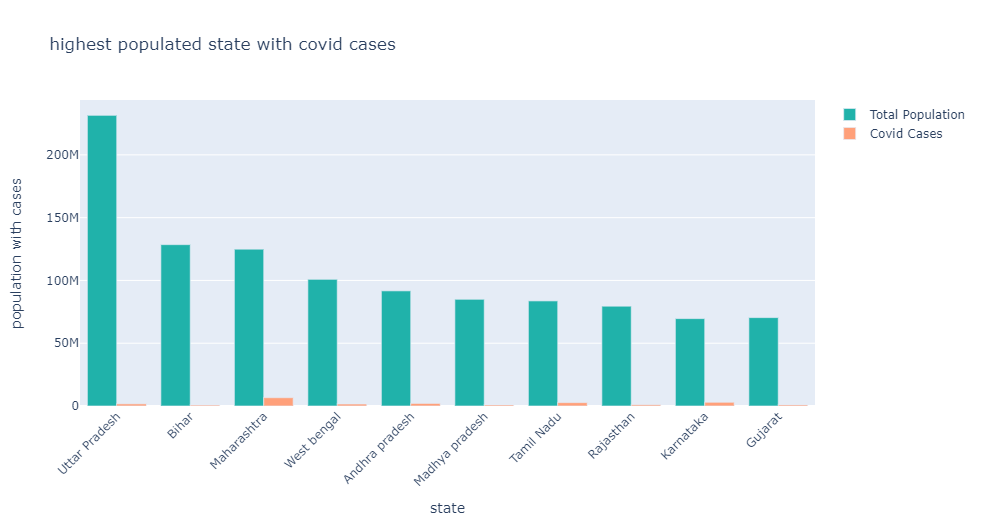 highest populated state with covid cases
Total Population
Covid Cases
population with cases
200M
150M
100M
50M
0
Uttar Pradesh
Bihar
Maharashtra
West bengal
Andhra pradesh
Madhya pradesh
Tamil Nadu
Rajasthan
Karnataka
Gujarat
state